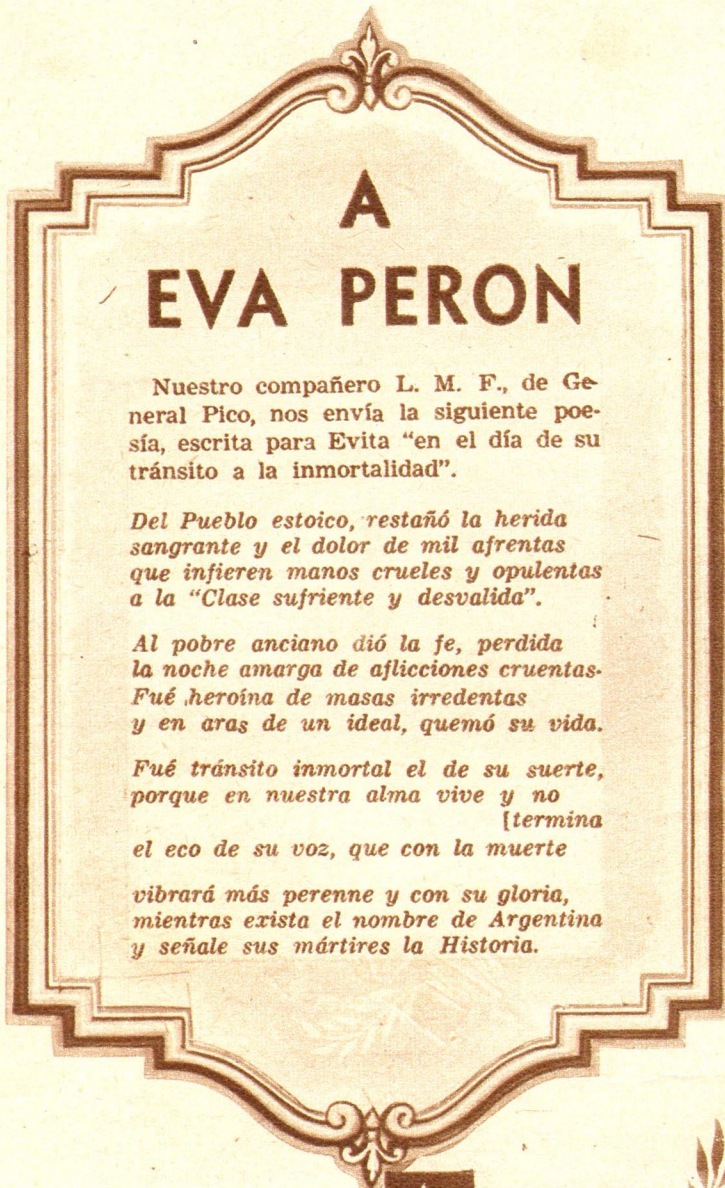 A
EVA PERON
Nuestro compañero L. M. F., de Ge-
neral Pico, nos envía la siguiente poe-
sía, escrita para Evita “en el día de su
tránsito a la inmortalidad”.
Del Pueblo estoico, restañó la herida
sangrante y el dolor de mil afrentas
que infieren manos crueles y opulentas
a la “Clase sufriente y desvalida”.
Al pobre anciano dió la fe, perdida
la noche amarga de aflicciones cruentas.
Fué heroína de masas irredentas
y en aras de un ideal, quemó su vida.
Fué tránsito inmortal el de su suerte,
porque en nuestra alma vive y no
[termina
el eco de su voz, que con la muerte
vibrará más perenne y con su gloria,
mientras exista el nombre de Argentina
y señale sus mártires la Historia.